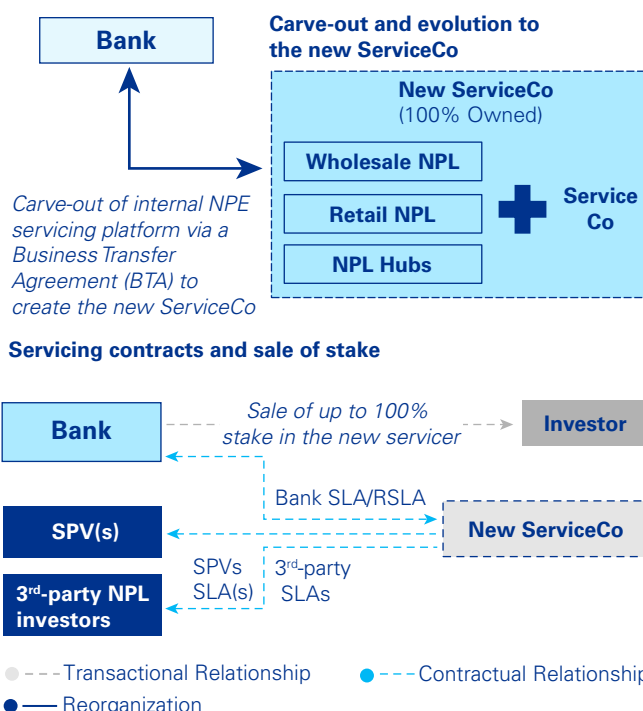 Bank
Carve-out and evolution to
the new ServiceCo
New ServiceCo
(100% Owned)
Wholesale NPL
Retail NPL
NPL Hubs
Service
Co
Carve-out of internal NPE
servicing platform via a
Business Transfer
Agreement (BTA) to
create the new ServiceCo
Servicing contracts and sale of stake
Bank
Sale of up to 100%
stake in the new servicer
Investor
Bank SLA/RSLA
SPV(s)
New ServiceCo
SPVs
SLA(s)
3rd-party
SLAs
3rd-party NPL
investors
Transactional Relationship
Contractual Relationship
Reorganization